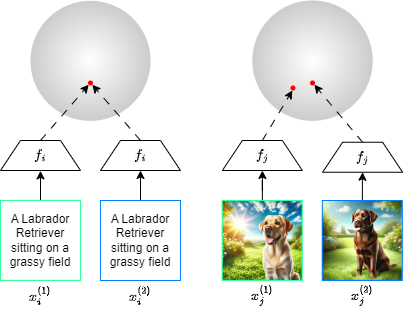 f_i f_i f_j f_j
A Labrador
Retriever
sitting on a
grassy field
A Labrador
Retriever
sitting on a
grassy field
x_i^{(1)} x_i^{(2)} x_j^{(1)} x_j^{(2)}